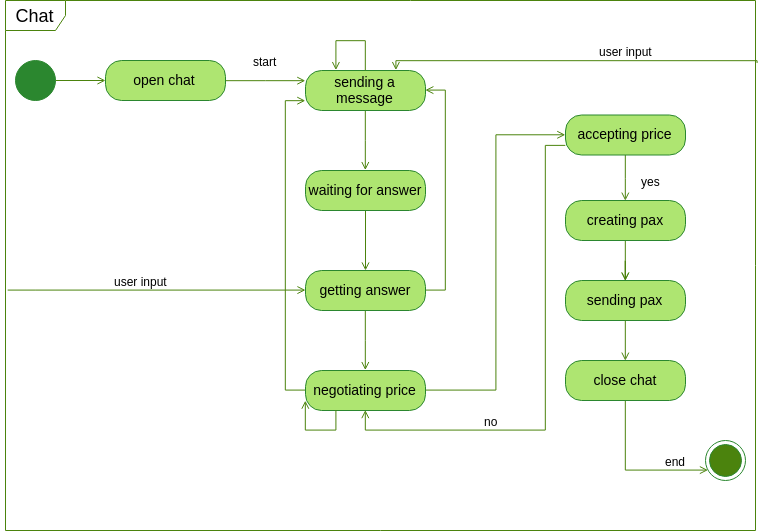 Chat
user input
start
open chat
sending a
message
accepting price
yes
waiting for answer
creating pax
user input
getting answer
sending pax
close chat
negotiating price
no
end